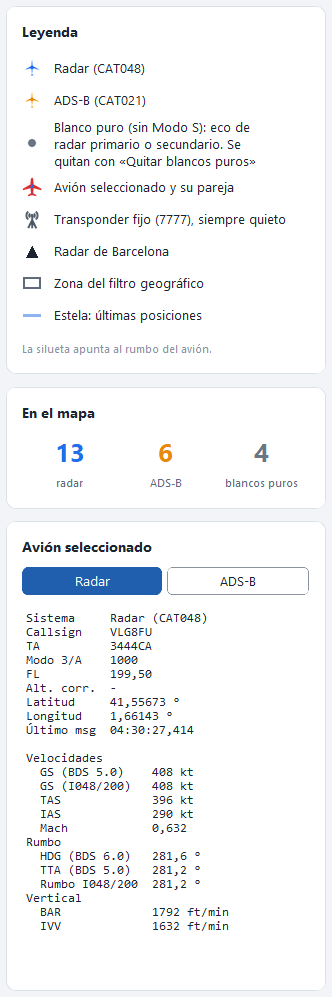 Leyenda
Radar (CAT048)
ADS-B (CAT021)
Blanco puro (sin Modo S): eco de
radar primario o secundario. Se
quitan con «Quitar blancos puros»
Avión seleccionado y su pareja
Transponder fijo (7777), siempre quieto
Radar de Barcelona
Zona del filtro geográfico
Estela: últimas posiciones
La silueta apunta al rumbo del avión.
En el mapa
13 6 4
radar ADS-B blancos puros
Avión seleccionado
Radar ADS-B
Sistema Radar (CAT048)
Callsign VLG8FU
TA 3444CA
Modo 3/A 1000
FL 199,50
Alt. corr. -
Latitud 41,55673 °
Longitud 1,66143 °
Último msg 04:30:27,414
Velocidades
GS (BDS 5.0) 408 kt
GS (I048/200) 408 kt
TAS 396 kt
IAS 290 kt
Mach 0,632
Rumbo
HDG (BDS 6.0) 281,6 °
TTA (BDS 5.0) 281,2 °
Rumbo I048/200 281,2 °
Vertical
BAR 1792 ft/min
IVV 1632 ft/min